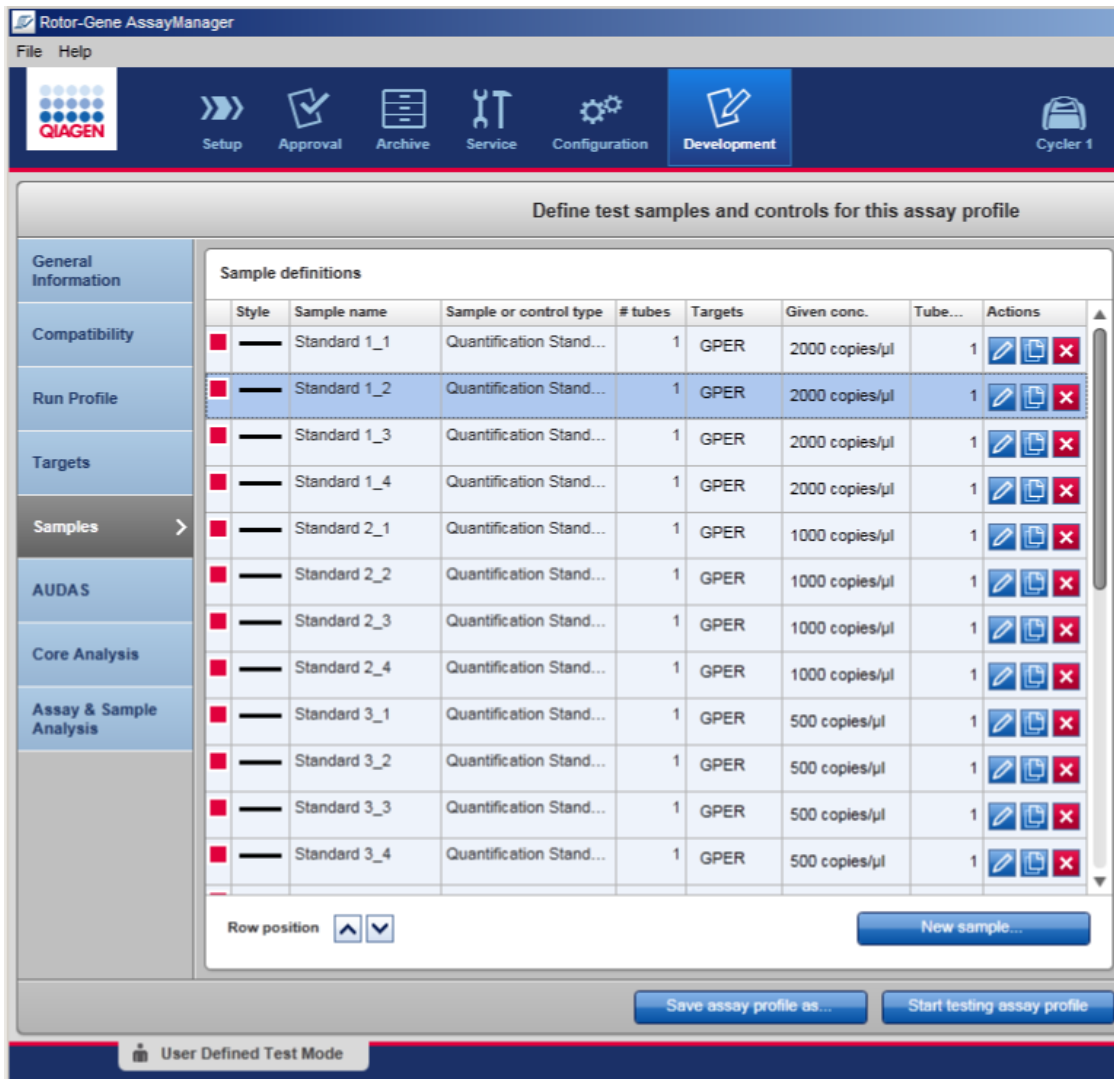 Rotor-Gene AssayManager
File Help
QIAGEN
Setup Approval Archive Service Configuration Development Cycler 1
Define test samples and controls for this assay profile
General
Information
Compatibility
Run Profile
Targets
Samples
AUDAS
Core Analysis
Assay & Sample
Analysis
Sample definitions
Style Sample name Sample or control type # tubes Targets Given conc. Tube... Actions
Standard 1_1 Quantification Stand... 1 GPER 2000 copies/µl 1
Standard 1_2 Quantification Stand... 1 GPER 2000 copies/µl 1
Standard 1_3 Quantification Stand... 1 GPER 2000 copies/µl 1
Standard 1_4 Quantification Stand... 1 GPER 2000 copies/µl 1
Standard 2_1 Quantification Stand... 1 GPER 1000 copies/µl 1
Standard 2_2 Quantification Stand... 1 GPER 1000 copies/µl 1
Standard 2_3 Quantification Stand... 1 GPER 1000 copies/µl 1
Standard 2_4 Quantification Stand... 1 GPER 1000 copies/µl 1
Standard 3_1 Quantification Stand... 1 GPER 500 copies/µl 1
Standard 3_2 Quantification Stand... 1 GPER 500 copies/µl 1
Standard 3_3 Quantification Stand... 1 GPER 500 copies/µl 1
Standard 3_4 Quantification Stand... 1 GPER 500 copies/µl 1
Row position
New sample...
Save assay profile as... Start testing assay profile
User Defined Test Mode